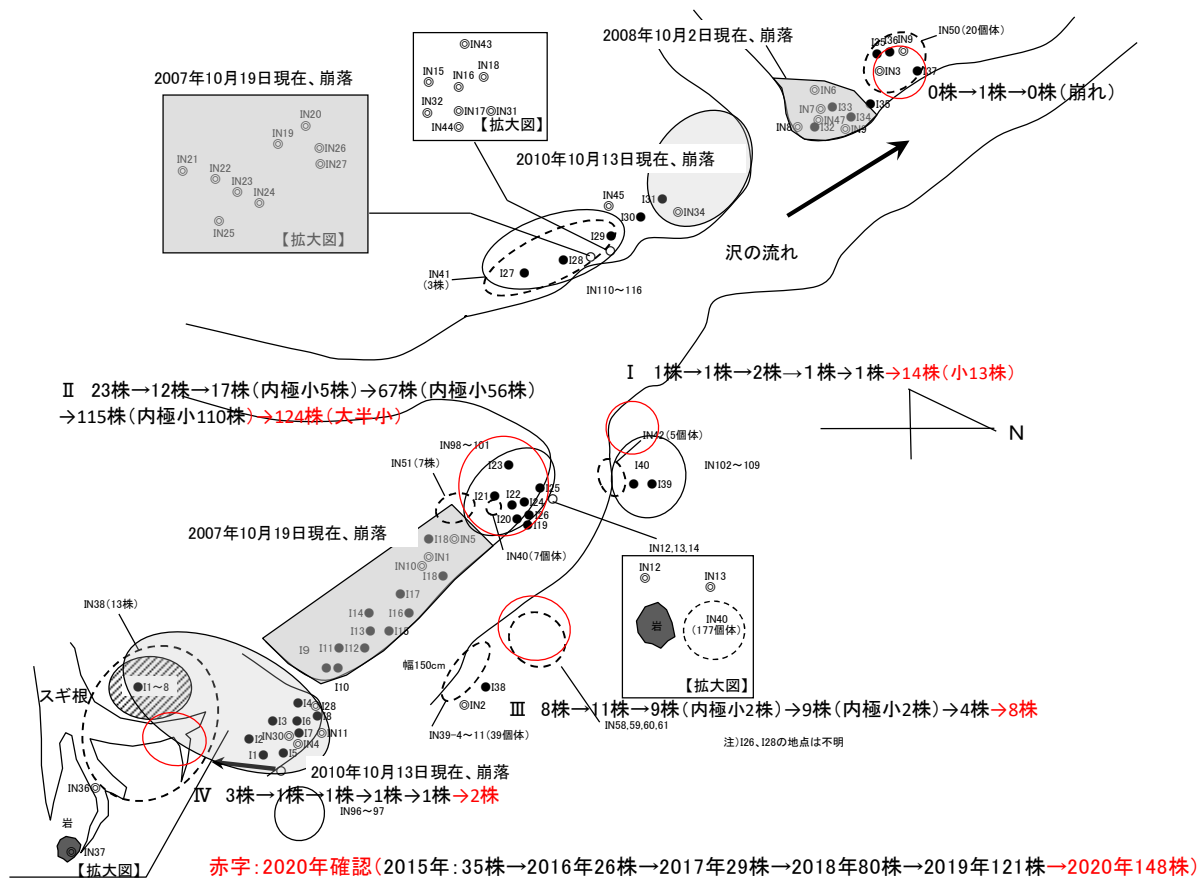 2008年10月2日現在、崩落
I35
I36
IN9
IN50(20個体)
IN3
I37
0株→1株→0株(崩れ)
I35
IN6
IN7
I33
IN47
I34
IN8
I32
IN9
2007年10月19日現在、崩落
IN20
IN19
IN26
IN27
IN21
IN22
IN23
IN24
IN25
【拡大図】
IN43
IN15
IN16
IN18
IN32
IN17
IN31
IN44
【拡大図】
2010年10月13日現在、崩落
IN45
I31
IN34
I30
I29
I28
I27
IN41
(3株)
IN110~116
沢の流れ
Ⅰ 1株→1株→2株→1株→1株→14株(小13株)
Ⅱ 23株→12株→17株(内極小5株)→67株(内極小56株)
→115株(内極小110株)→124株(大半小)
N
IN42(5個体)
I40
I39
IN102~109
IN98~101
IN51(7株)
I23
I21
I22
I25
I24
I20
I26
I19
IN40(7個体)
IN12,13,14
2007年10月19日現在、崩落
I18
IN5
IN1
IN10
I18
I17
I14
I16
I13
I15
I9
I11
I12
I10
IN12
IN13
岩
IN40
(177個体)
【拡大図】
IN38(13株)
スギ根
I1~8
I4
I28
I3
I6
I8
I2
IN30
I7
IN11
IN4
I1
I5
幅150cm
I38
IN2
IN39-4~11(39個体)
Ⅲ 8株→11株→9株(内極小2株)→9株(内極小2株)→4株→8株
IN58,59,60,61
注)I26、I28の地点は不明
2010年10月13日現在、崩落
Ⅳ 3株→1株→1株→1株→1株→2株
IN96~97
IN36
岩
IN37
【拡大図】
赤字:2020年確認(2015年:35株→2016年26株→2017年29株→2018年80株→2019年121株→2020年148株)